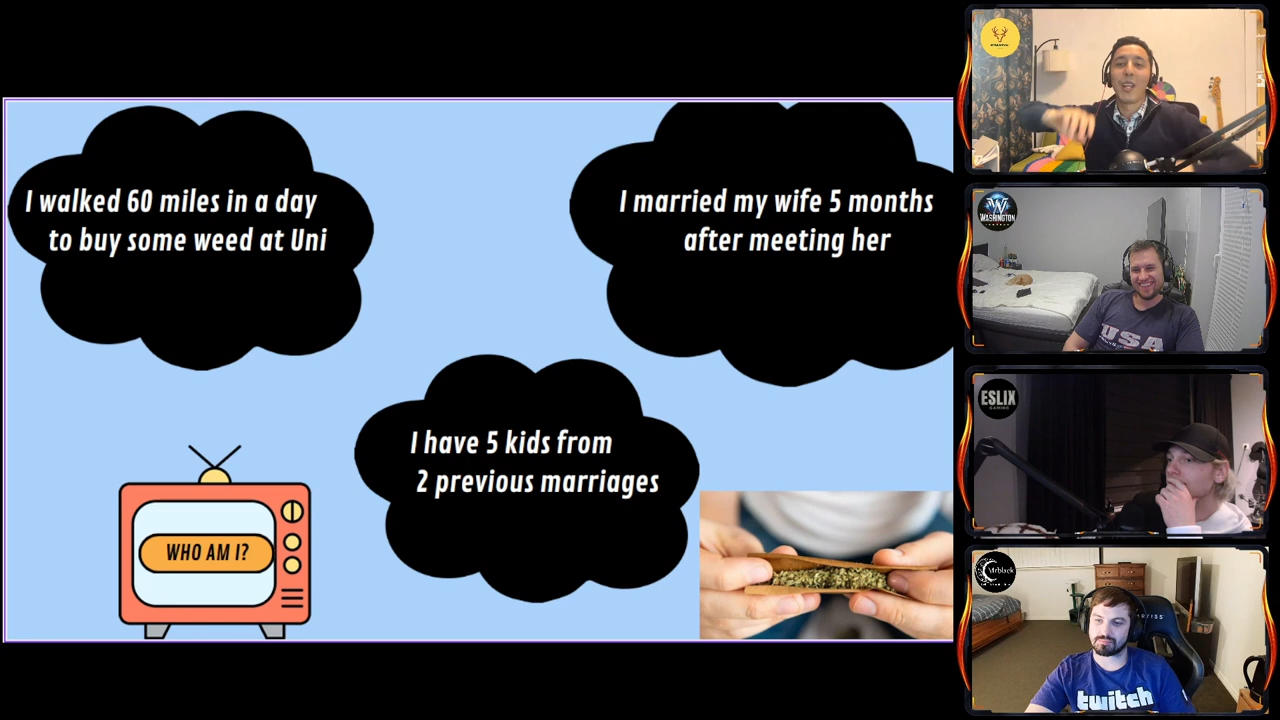 I walked 60 miles in a day
to buy some weed at Uni
I married my wife 5 months
after meeting her
I have 5 kids from
2 previous marriages
WHO AM I?
WASHINGTON
USA
ESLIX
GAMING
Mrblack
twitch